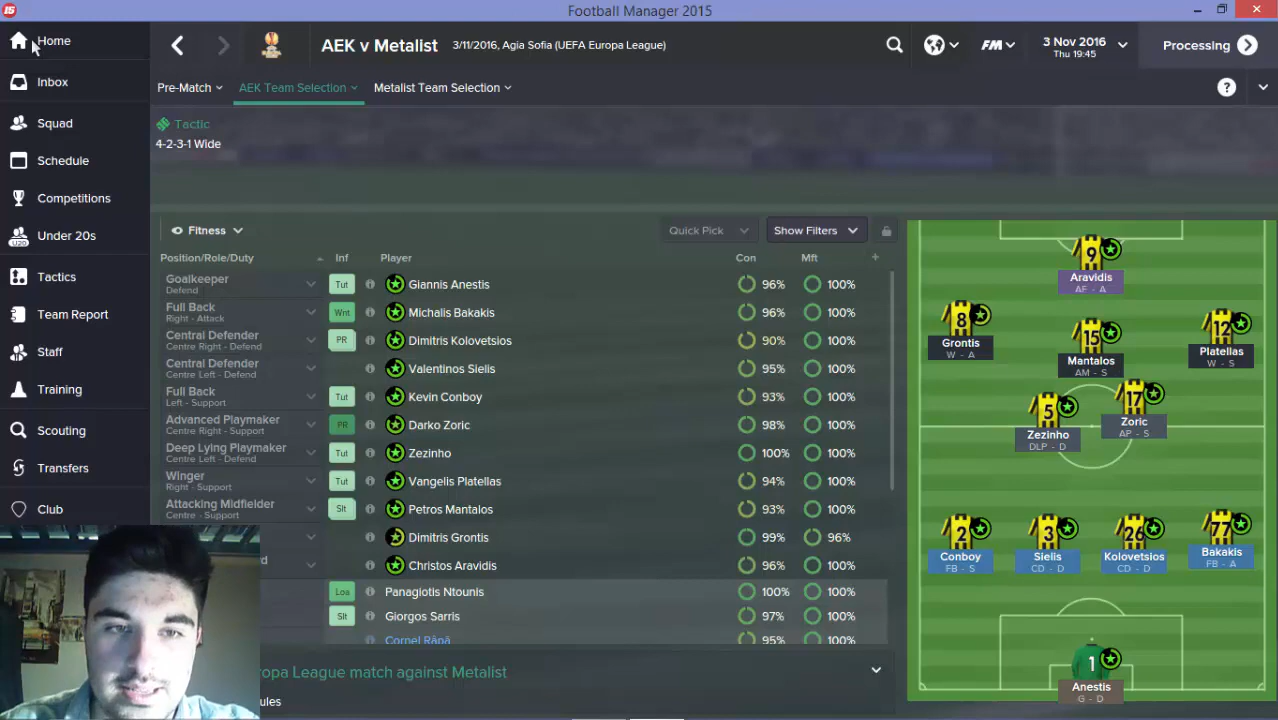 15
Football Manager 2015
Home
AEK v Metalist
3/11/2016, Agia Sofia (UEFA Europa League)
FM
3 Nov 2016
Thu 19:45
Processing
Inbox
Pre-Match
AEK Team Selection
Metalist Team Selection
?
Squad
Tactic
4-2-3-1 Wide
Schedule
Competitions
Under 20s
U20
Tactics
Team Report
Staff
Training
Scouting
Transfers
Club
Fitness
Quick Pick
Show Filters
Position/Role/Duty Inf Player Con Mft +
Goalkeeper Tut Giannis Anestis 96% 100%
Defend
Full Back Wnt Michalis Bakakis 96% 100%
Right - Attack
Central Defender PR Dimitris Kolovetsios 90% 100%
Centre Right - Defend
Central Defender Valentinos Sielis 95% 100%
Centre Left - Defend
Full Back Tut Kevin Conboy 93% 100%
Left - Support
Advanced Playmaker PR Darko Zoric 98% 100%
Centre Right - Support
Deep Lying Playmaker Tut Zezinho 100% 100%
Centre Left - Defend
Winger Tut Vangelis Platellas 94% 100%
Right - Support
Attacking Midfielder Slt Petros Mantalos 93% 100%
Centre - Support
Dimitris Grontis 99% 96%
Christos Aravidis 96% 100%
Loa Panagiotis Ntounis 100% 100%
Slt Giorgos Sarris 97% 100%
Cornel Râpă 95% 100%
ropa League match against Metalist
ules
9
Aravidis
AF - A
8
Grontis
W - A
15
Mantalos
AM - S
12
Platellas
W - S
5
Zezinho
DLP - D
17
Zoric
AP - S
2
Conboy
FB - S
3
Sielis
CD - D
26
Kolovetsios
CD - D
77
Bakakis
FB - A
1
Anestis
G - D